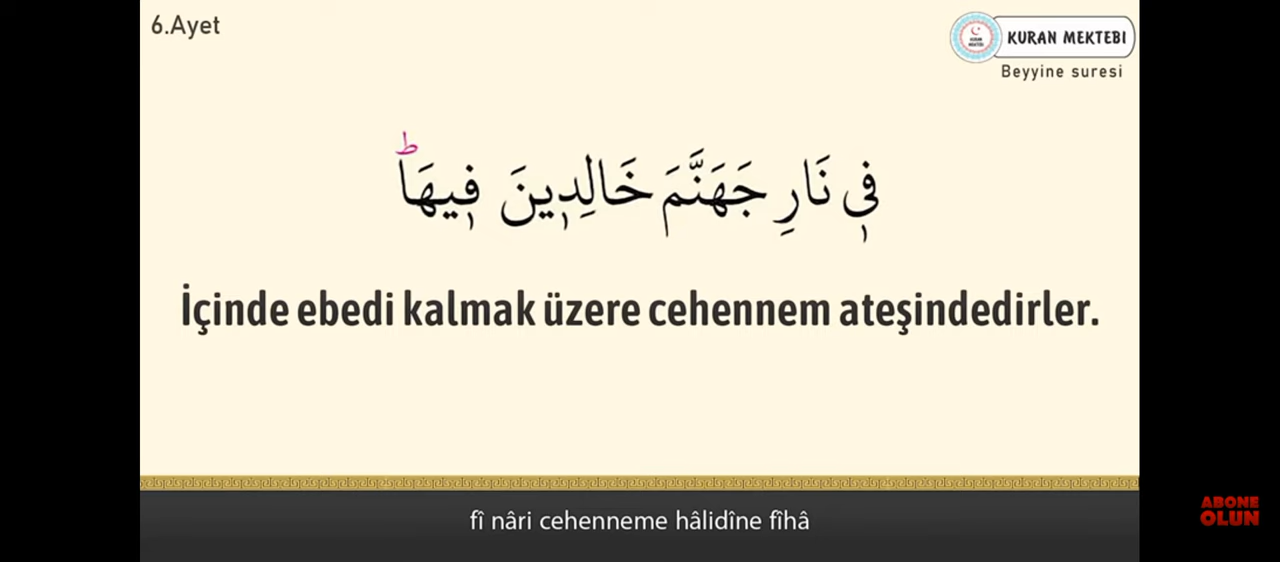 6.Ayet
KURAN MEKTEBI
Beyyine suresi
فٖي نَارِ جَهَنَّمَ خَالِدٖينَ فٖيهَاؕ
İçinde ebedi kalmak üzere cehennem ateşindedirler.
fî nâri cehenneme hâlidîne fîhâ
ABONE
OLUN